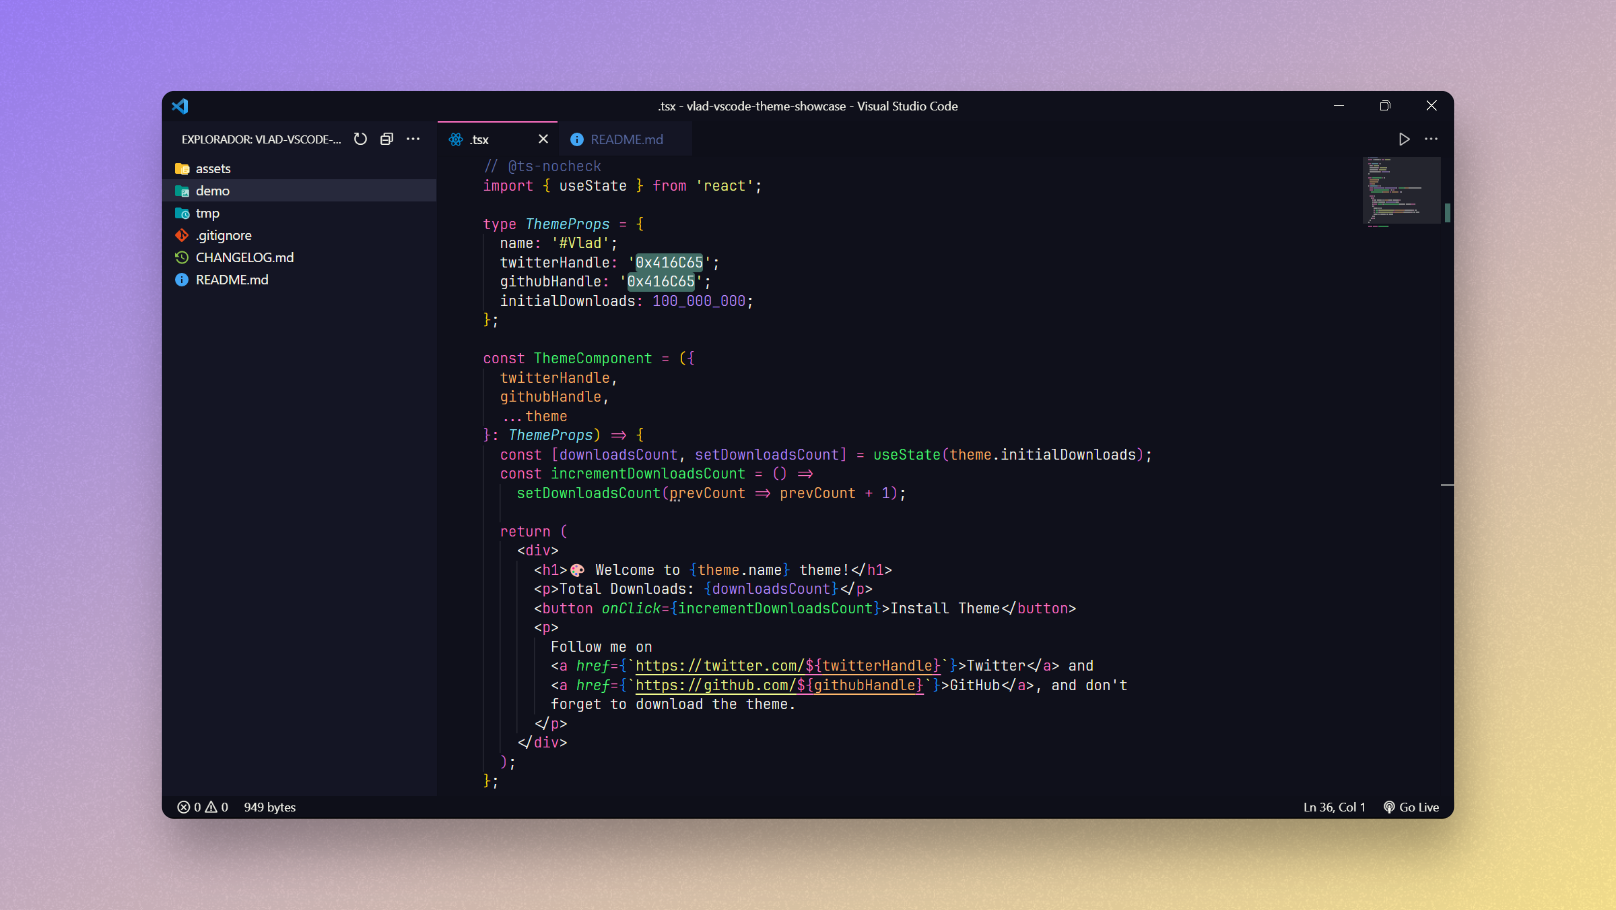 .tsx - vlad-vscode-theme-showcase - Visual Studio Code
EXPLORADOR: VLAD-VSCODE-...
assets
demo
tmp
.gitignore
CHANGELOG.md
README.md
.tsx
README.md
// @ts-nocheck
import { useState } from 'react';
type ThemeProps = {
name: '#Vlad';
twitterHandle: '0x416C65';
githubHandle: '0x416C65';
initialDownloads: 100_000_000;
};
const ThemeComponent = ({
twitterHandle,
githubHandle,
...theme
}: ThemeProps) => {
const [downloadsCount, setDownloadsCount] = useState(theme.initialDownloads);
const incrementDownloadsCount = () =>
setDownloadsCount(prevCount => prevCount + 1);
return (
<div>
<h1>🎨 Welcome to {theme.name} theme!</h1>
<p>Total Downloads: {downloadsCount}</p>
<button onClick={incrementDownloadsCount}>Install Theme</button>
<p>
Follow me on
<a href={`https://twitter.com/${twitterHandle}`}>Twitter</a> and
<a href={`https://github.com/${githubHandle}`}>GitHub</a>, and don't
forget to download the theme.
</p>
</div>
);
};
0 0 949 bytes
Ln 36, Col 1 Go Live